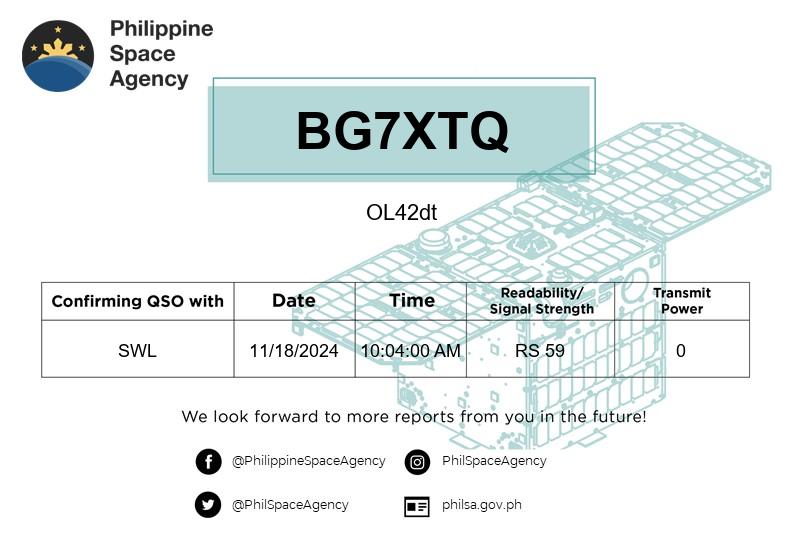 Philippine
Space
Agency
BG7XTQ
OL42dt
Confirming QSO with
Date
Time
Readability/
Signal Strength
Transmit
Power
SWL
11/18/2024
10:04:00 AM
RS 59
0
We look forward to more reports from you in the future!
@PhilippineSpaceAgency
PhilSpaceAgency
@PhilSpaceAgency
philsa.gov.ph